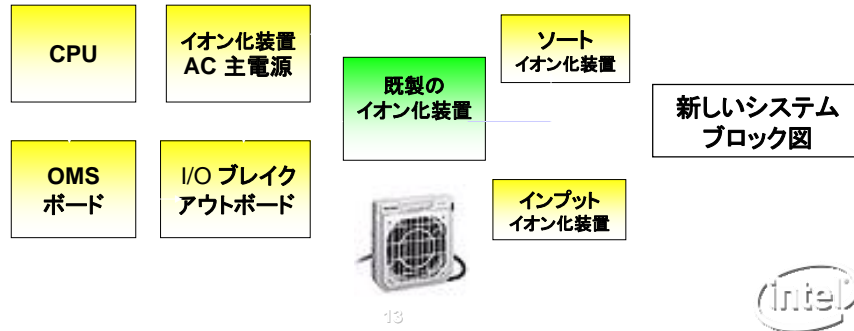 CPU
イオン化装置
AC 主電源
既製の
イオン化装置
ソート
イオン化装置
新しいシステム
ブロック図
OMS
ボード
I/O ブレイク
アウトボード
インプット
イオン化装置
13
intel